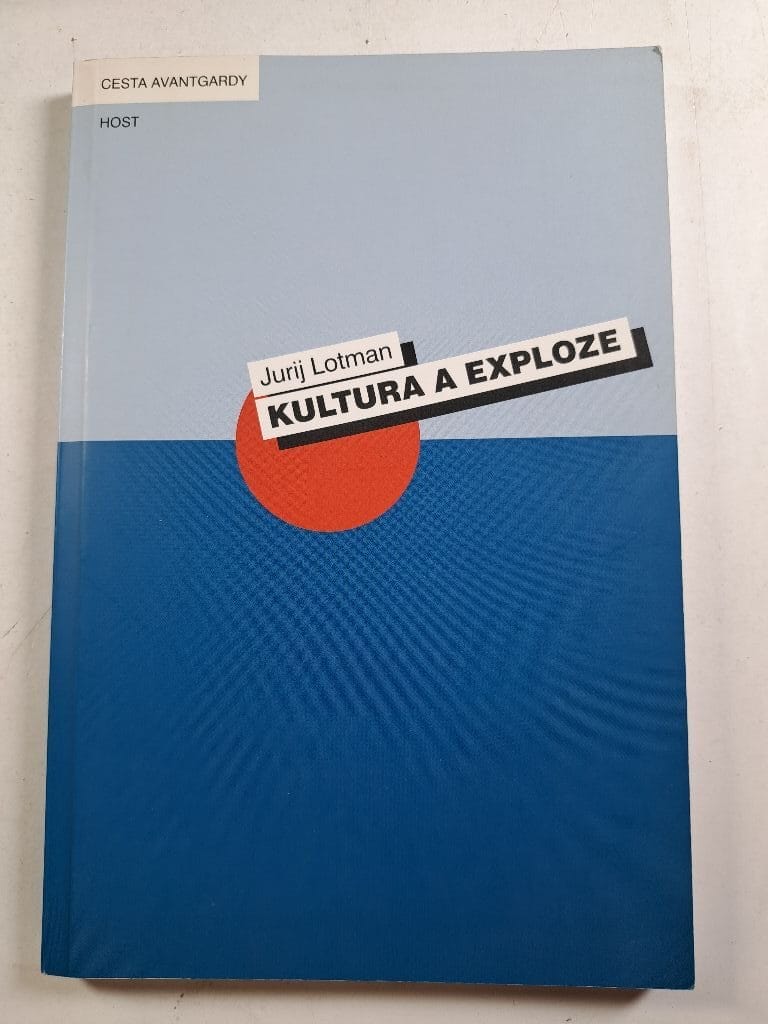 CESTA AVANTGARDY
HOST
Jurij Lotman
KULTURA A EXPLOZE